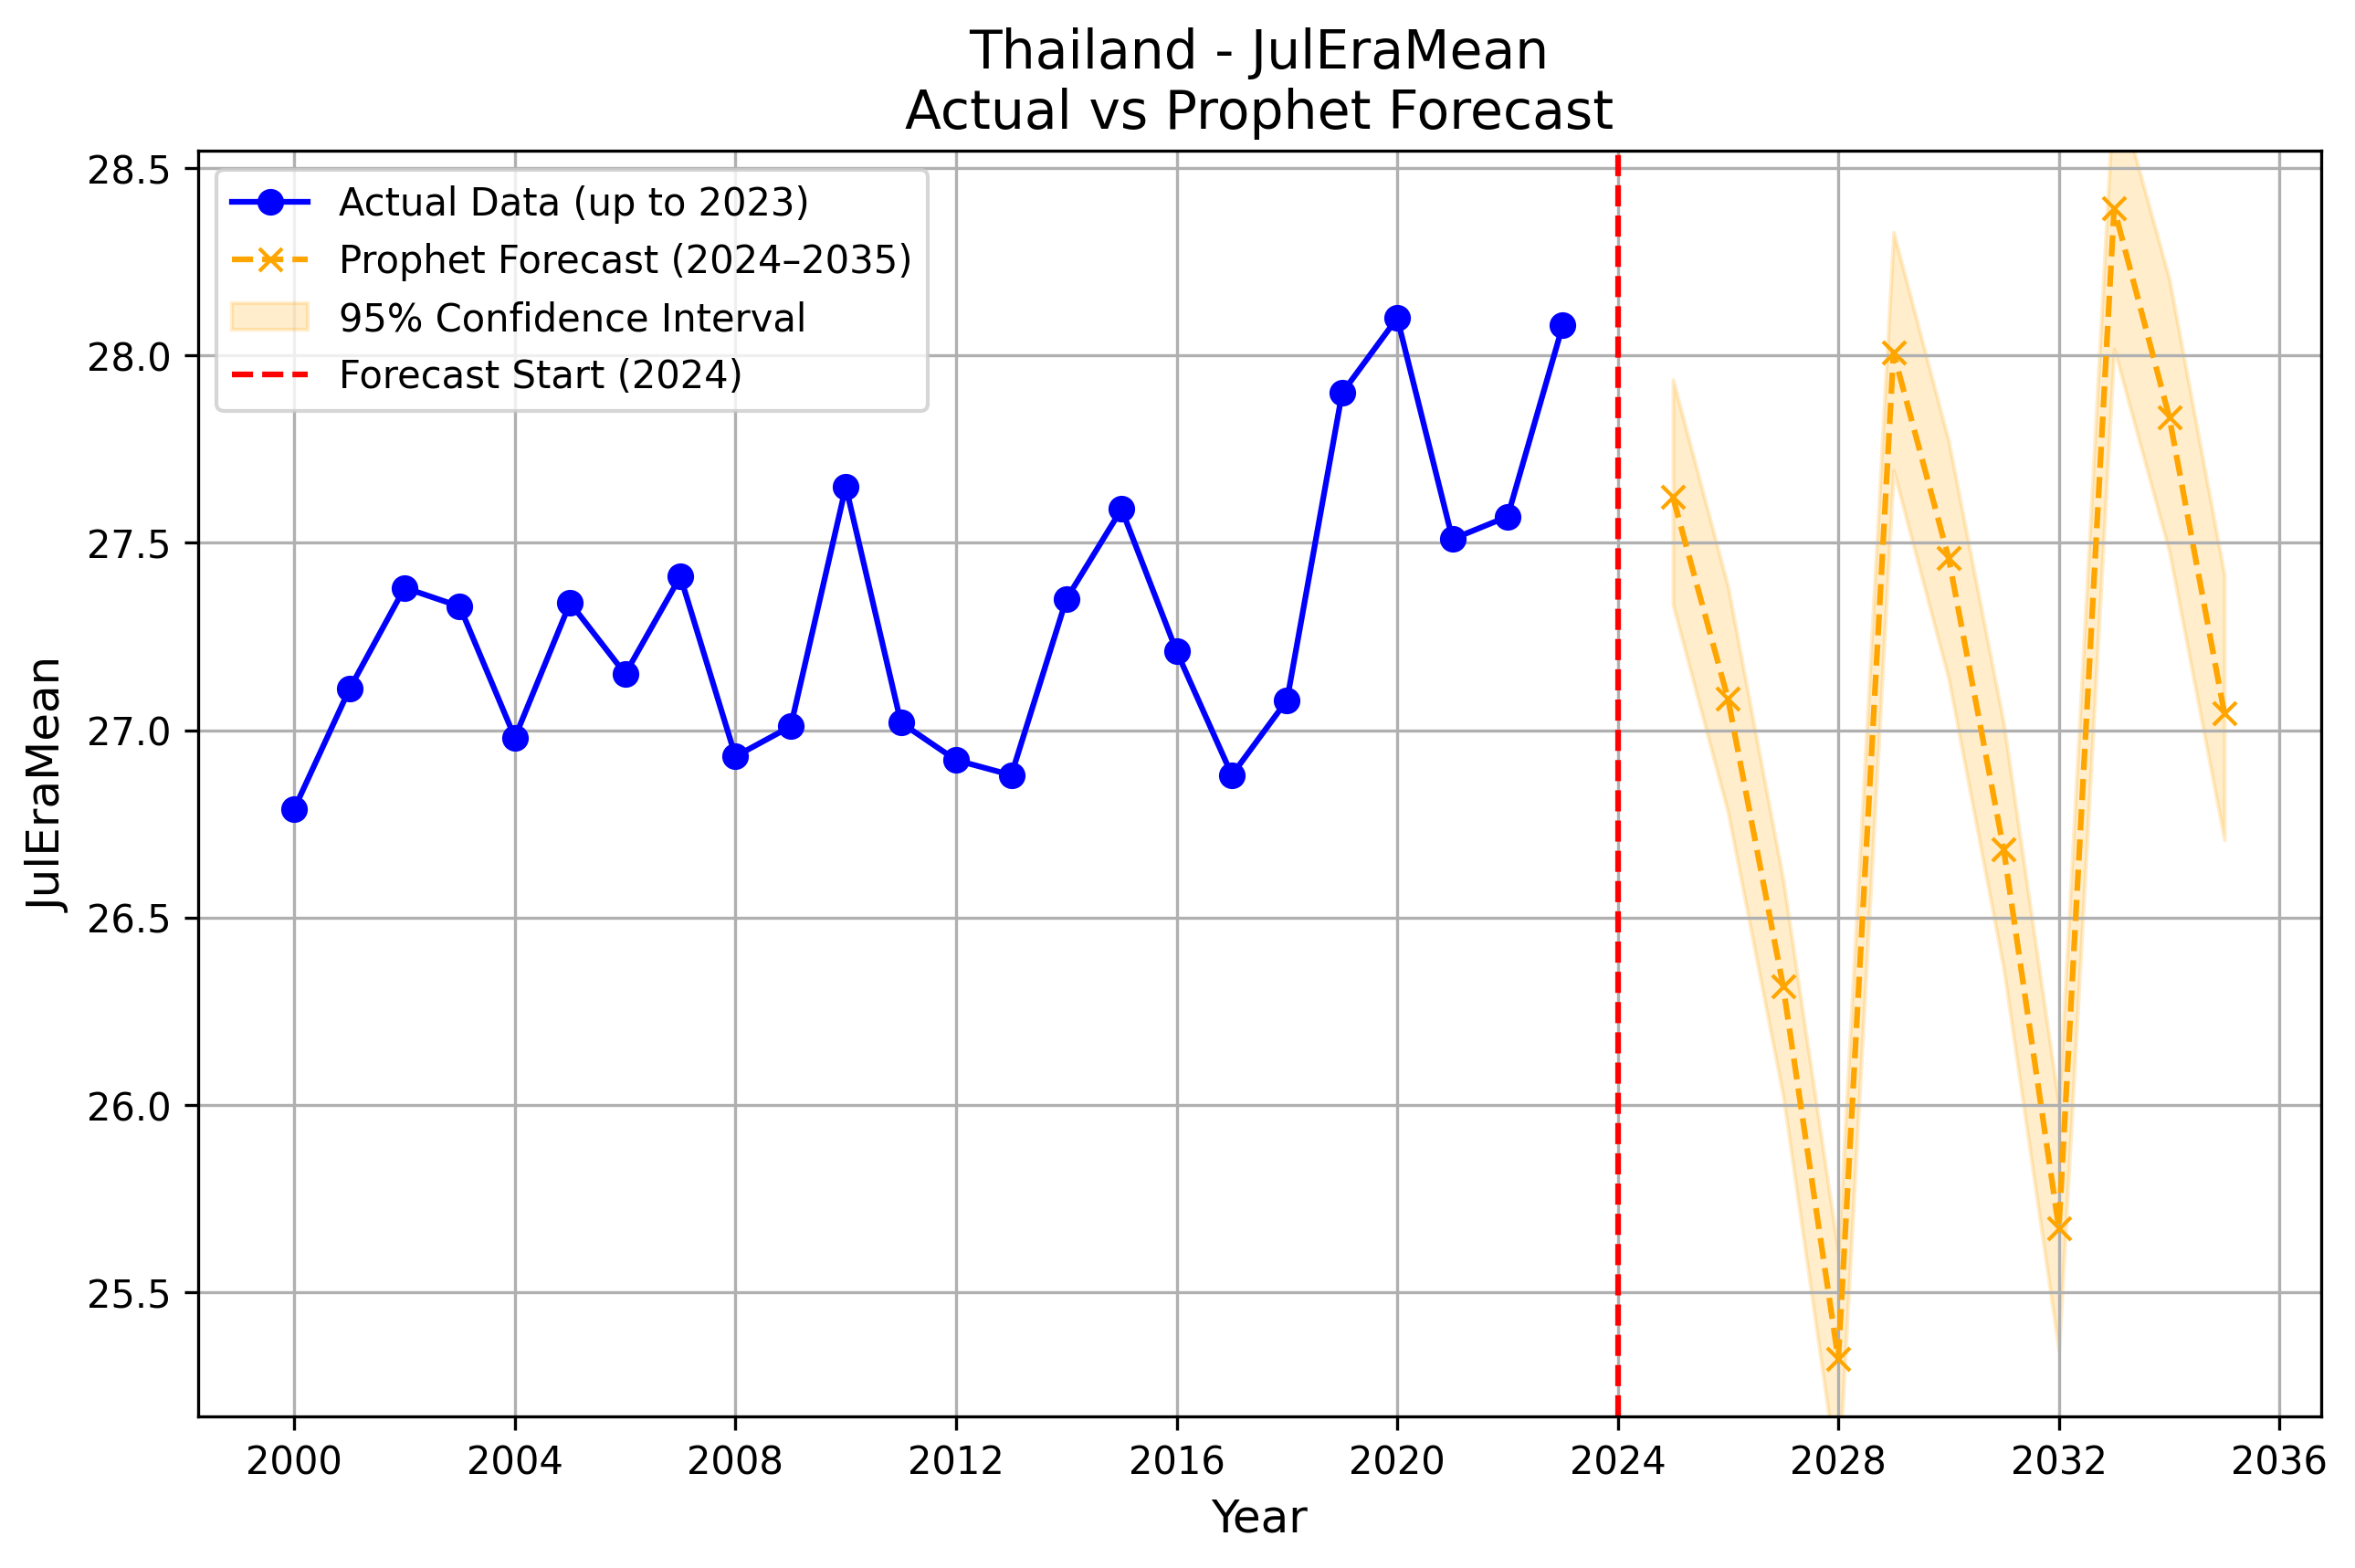 Thailand - JulEraMean
Actual vs Prophet Forecast
28.5
28.0
27.5
27.0
26.5
26.0
25.5
JulEraMean
Actual Data (up to 2023)
Prophet Forecast (2024–2035)
95% Confidence Interval
Forecast Start (2024)
2000 2004 2008 2012 2016 2020 2024 2028 2032 2036
Year